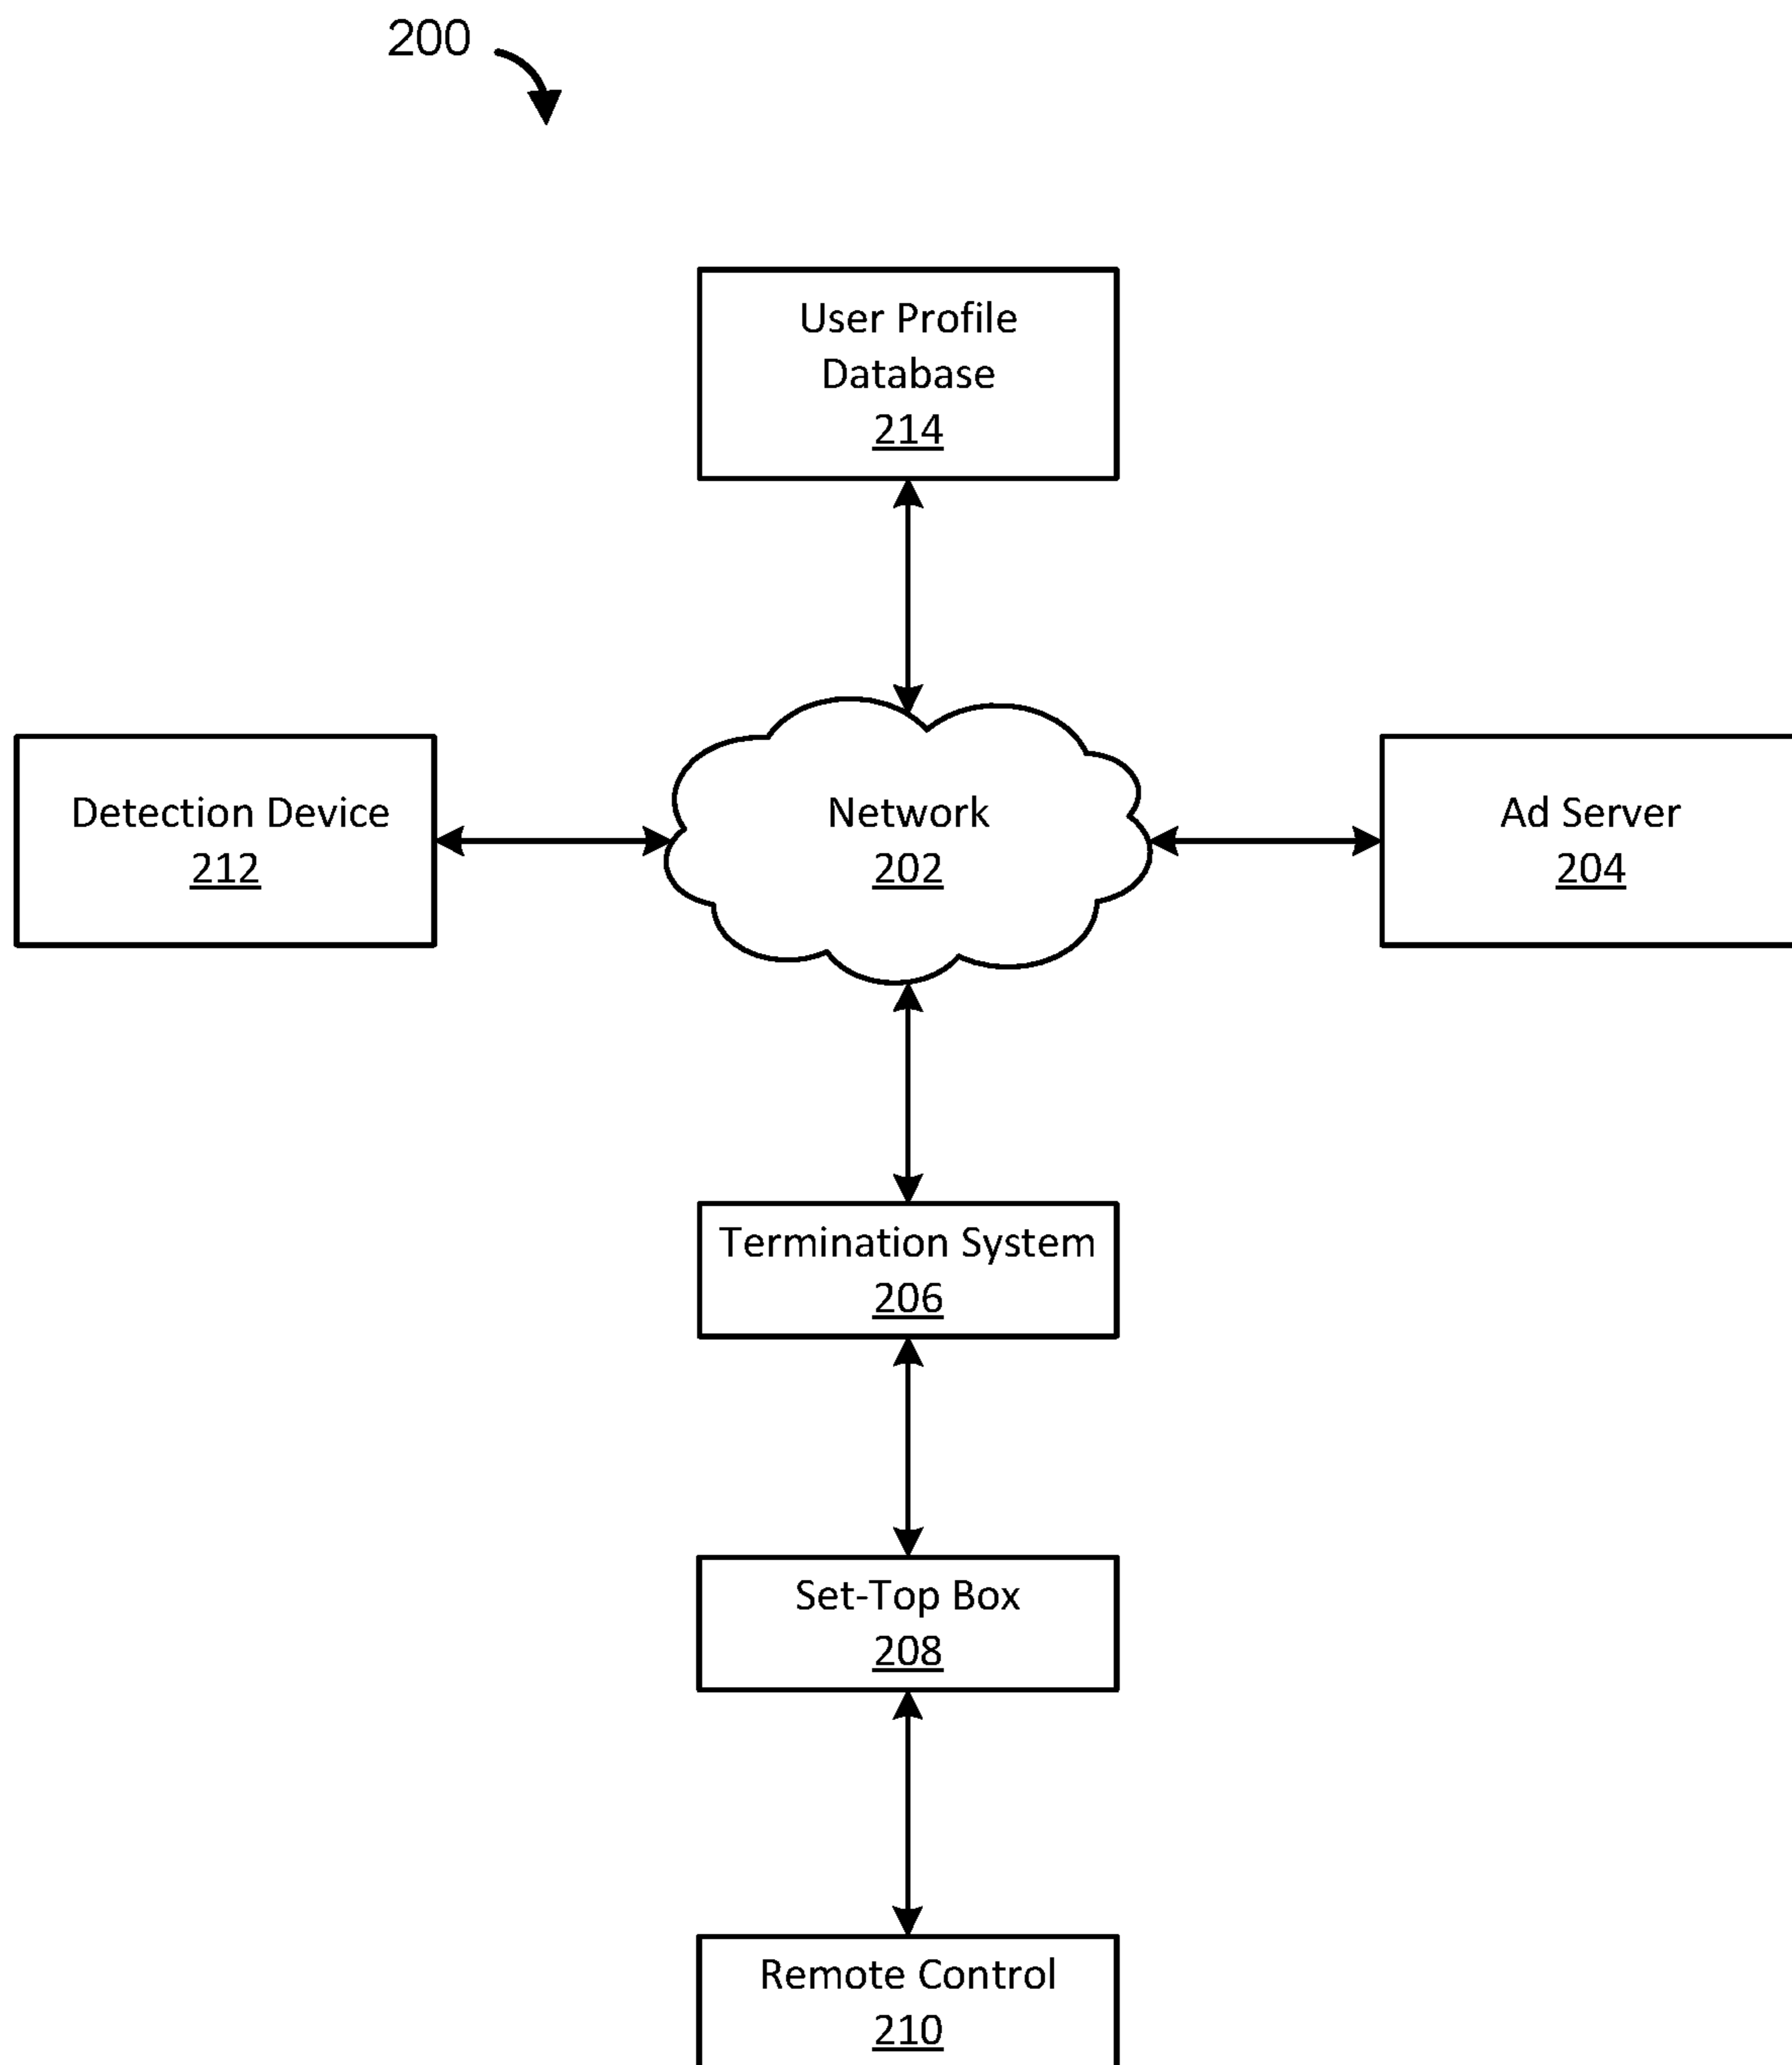 200
User Profile
Database
214
Detection Device
212
Network
202
Ad Server
204
Termination System
206
Set-Top Box
208
Remote Control
210